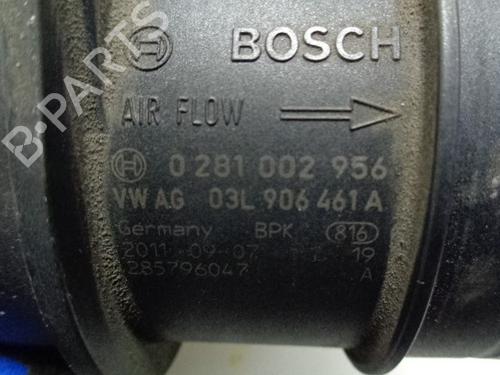 BOSCH
AIR FLOW
0 281 002 956
VW AG 03L 906 461 A
Germany BPK 816
2011-09-07 19
285796047 A
B-PARTS